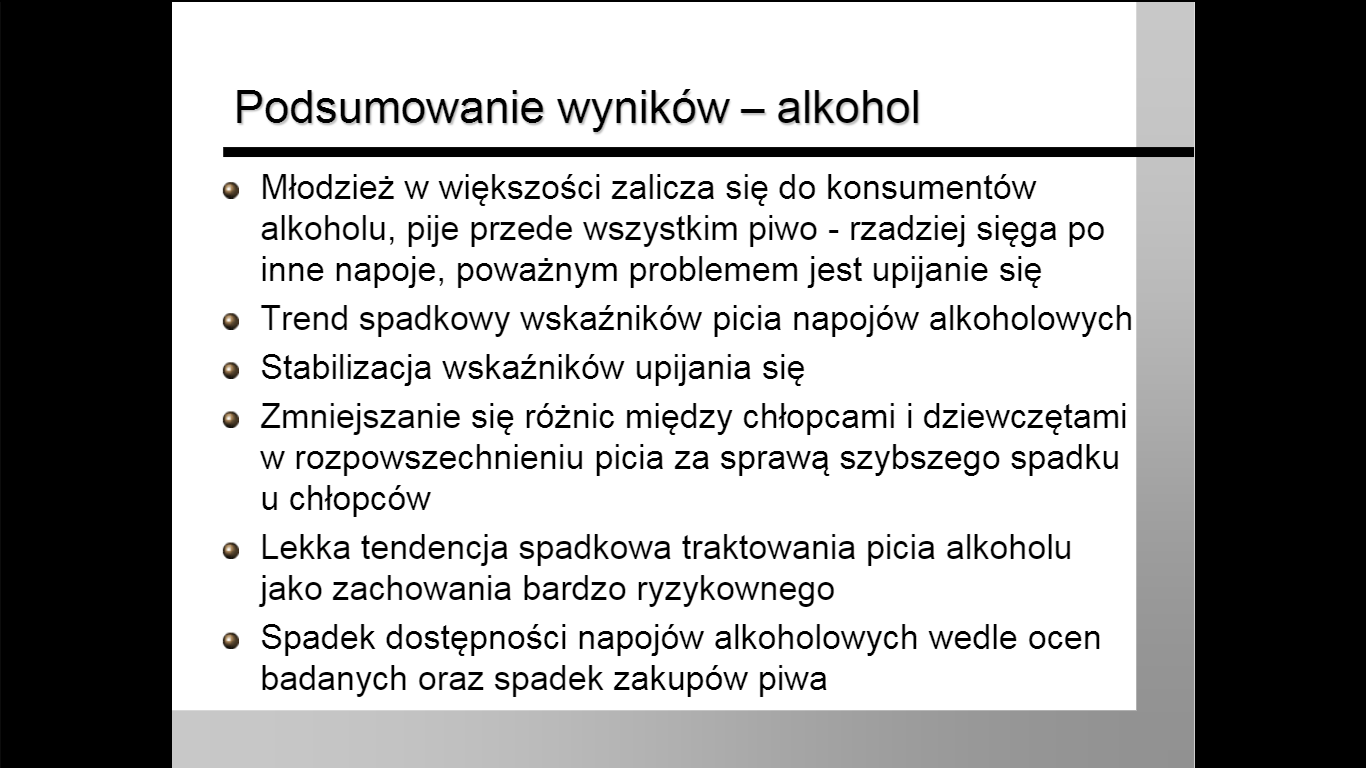 Podsumowanie wyników – alkohol
Młodzież w większości zalicza się do konsumentów
alkoholu, pije przede wszystkim piwo - rzadziej sięga po
inne napoje, poważnym problemem jest upijanie się
Trend spadkowy wskaźników picia napojów alkoholowych
Stabilizacja wskaźników upijania się
Zmniejszanie się różnic między chłopcami i dziewczętami
w rozpowszechnieniu picia za sprawą szybszego spadku
u chłopców
Lekka tendencja spadkowa traktowania picia alkoholu
jako zachowania bardzo ryzykownego
Spadek dostępności napojów alkoholowych wedle ocen
badanych oraz spadek zakupów piwa